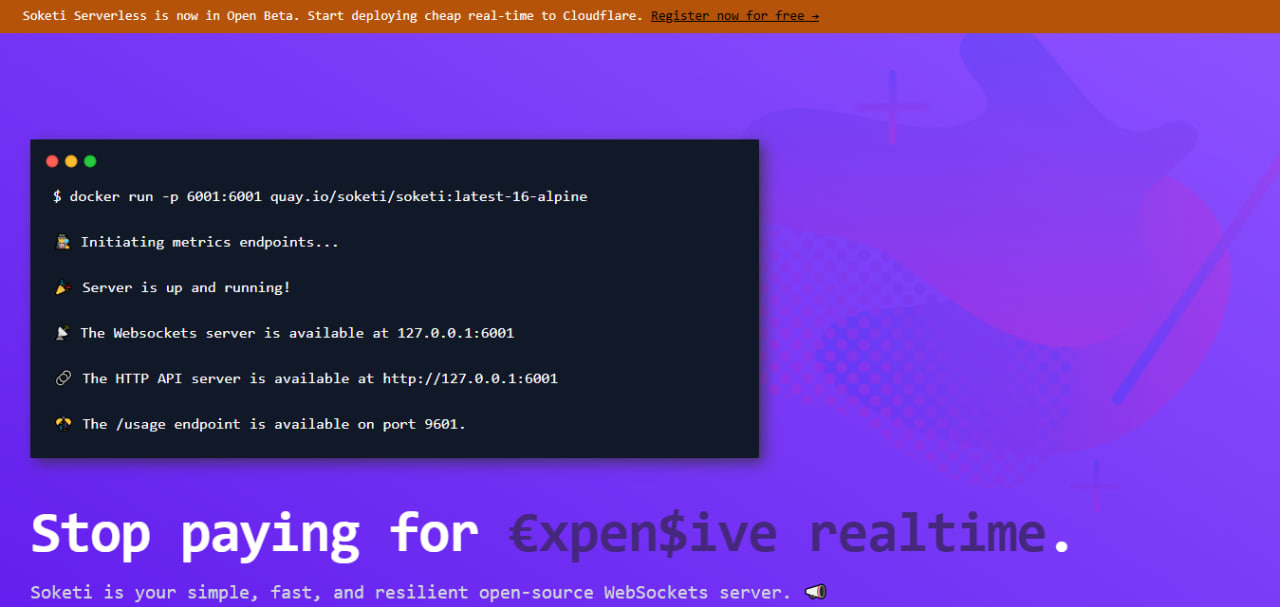 Soketi Serverless is now in Open Beta. Start deploying cheap real-time to Cloudflare. Register now for free →
$ docker run -p 6001:6001 quay.io/soketi/soketi:latest-16-alpine
🕵 Initiating metrics endpoints...
🎉 Server is up and running!
📡 The Websockets server is available at 127.0.0.1:6001
🔗 The HTTP API server is available at http://127.0.0.1:6001
🎊 The /usage endpoint is available on port 9601.
Stop paying for €xpen$ive realtime.
Soketi is your simple, fast, and resilient open-source WebSockets server. 📢